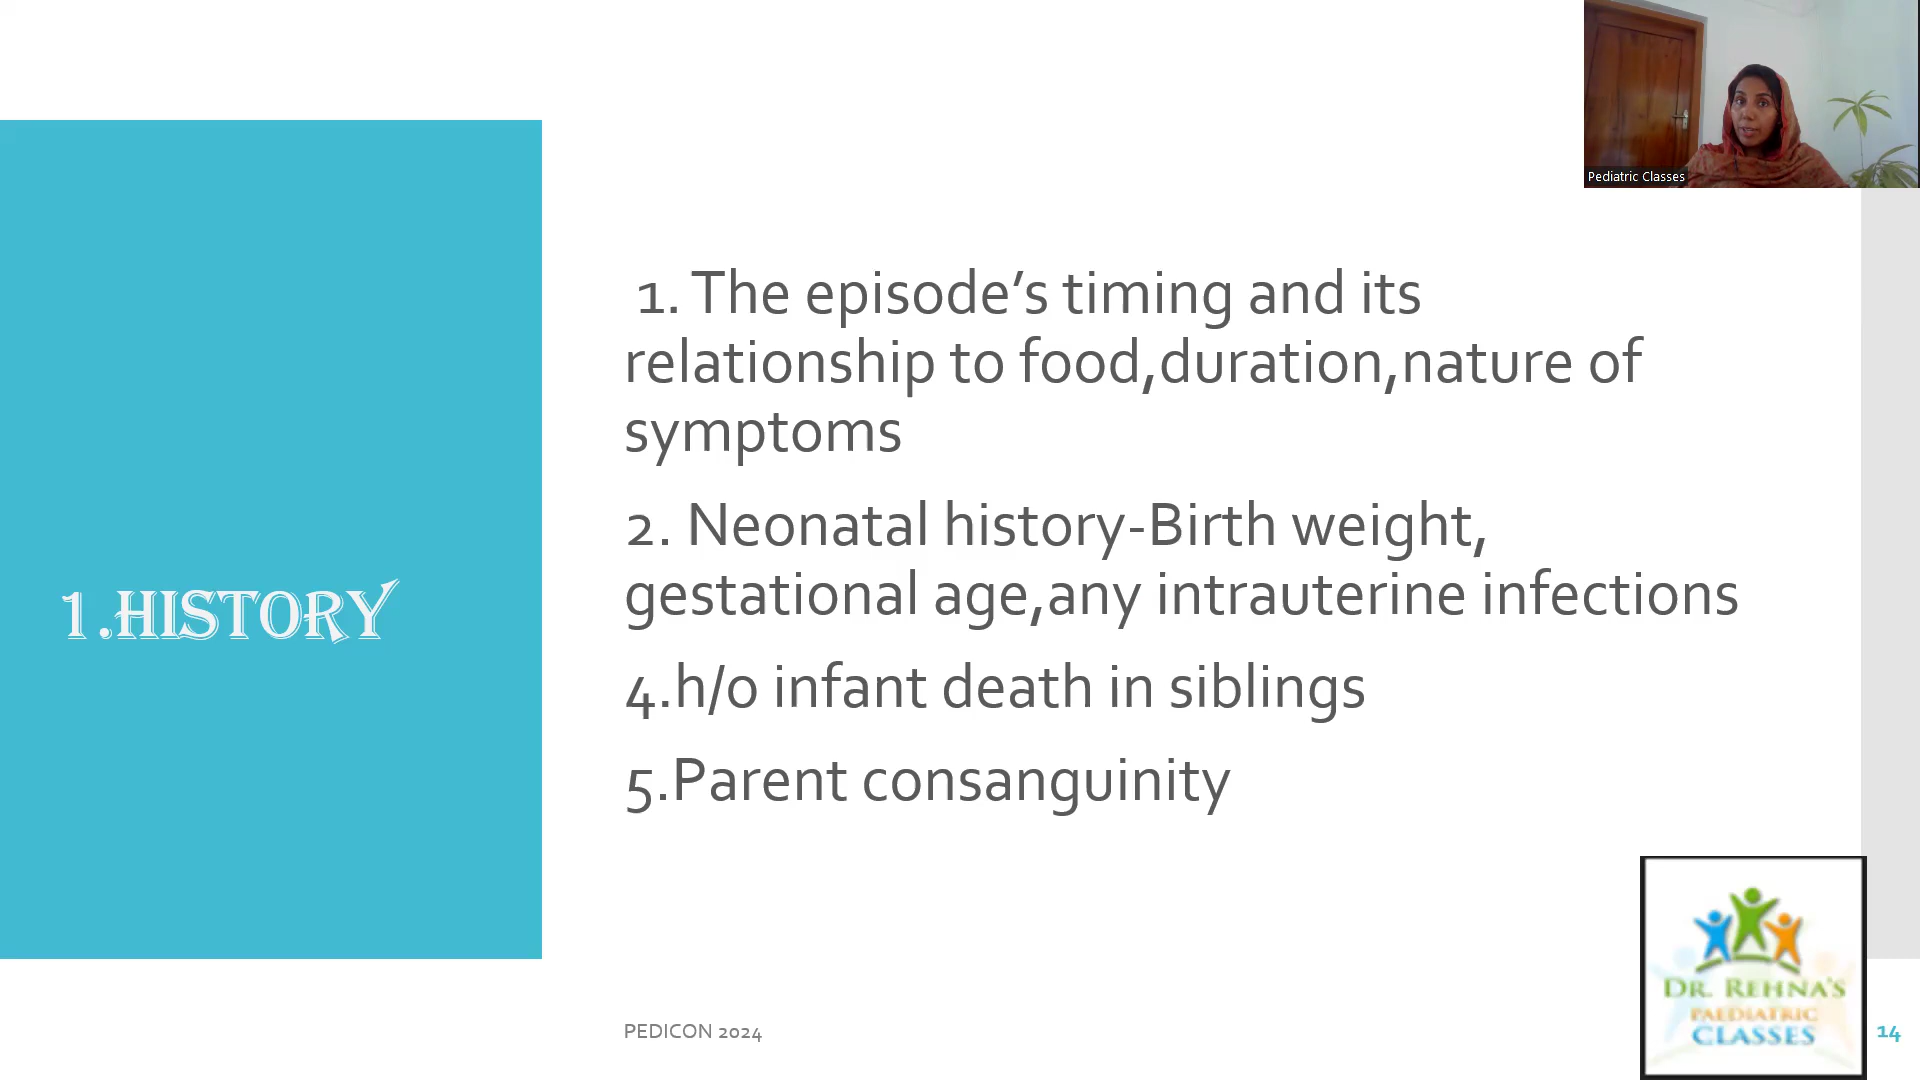 Pediatric Classes
1.HISTORY
1. The episode’s timing and its
relationship to food,duration,nature of
symptoms
2. Neonatal history-Birth weight,
gestational age,any intrauterine infections
4.h/o infant death in siblings
5.Parent consanguinity
DR. REHNA'S
PAEDIATRIC
CLASSES
PEDICON 2024
14